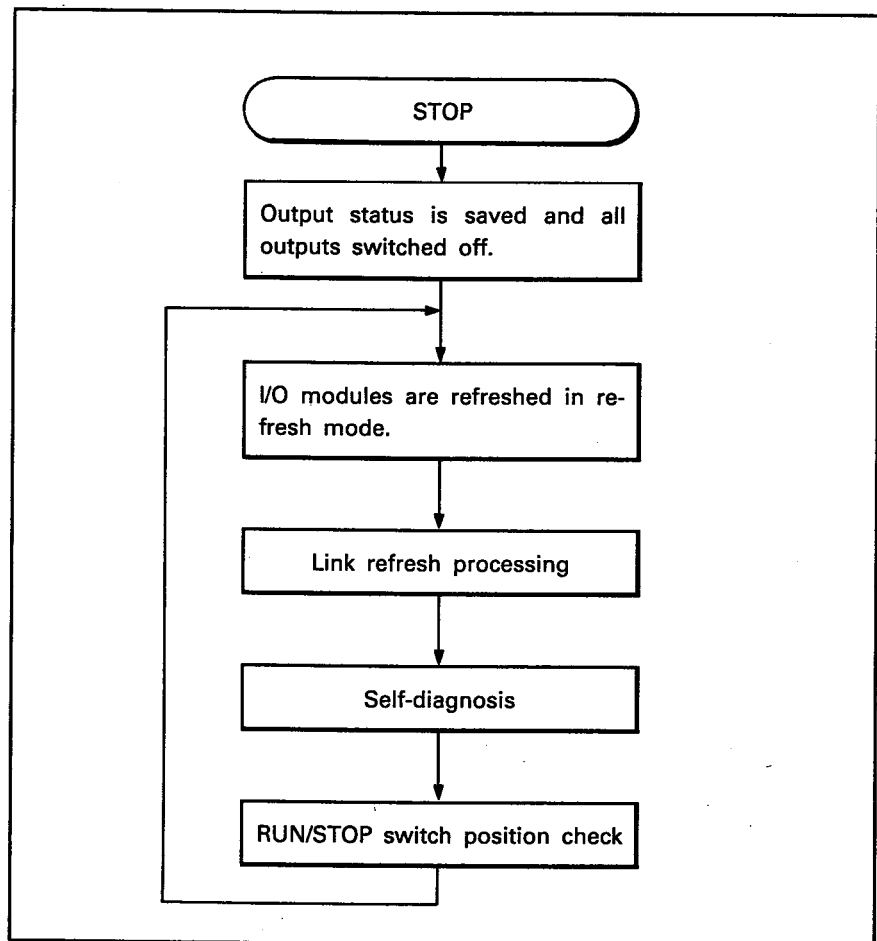 STOP
Output status is saved and all
outputs switched off.
I/O modules are refreshed in re-
fresh mode.
Link refresh processing
Self-diagnosis
RUN/STOP switch position check